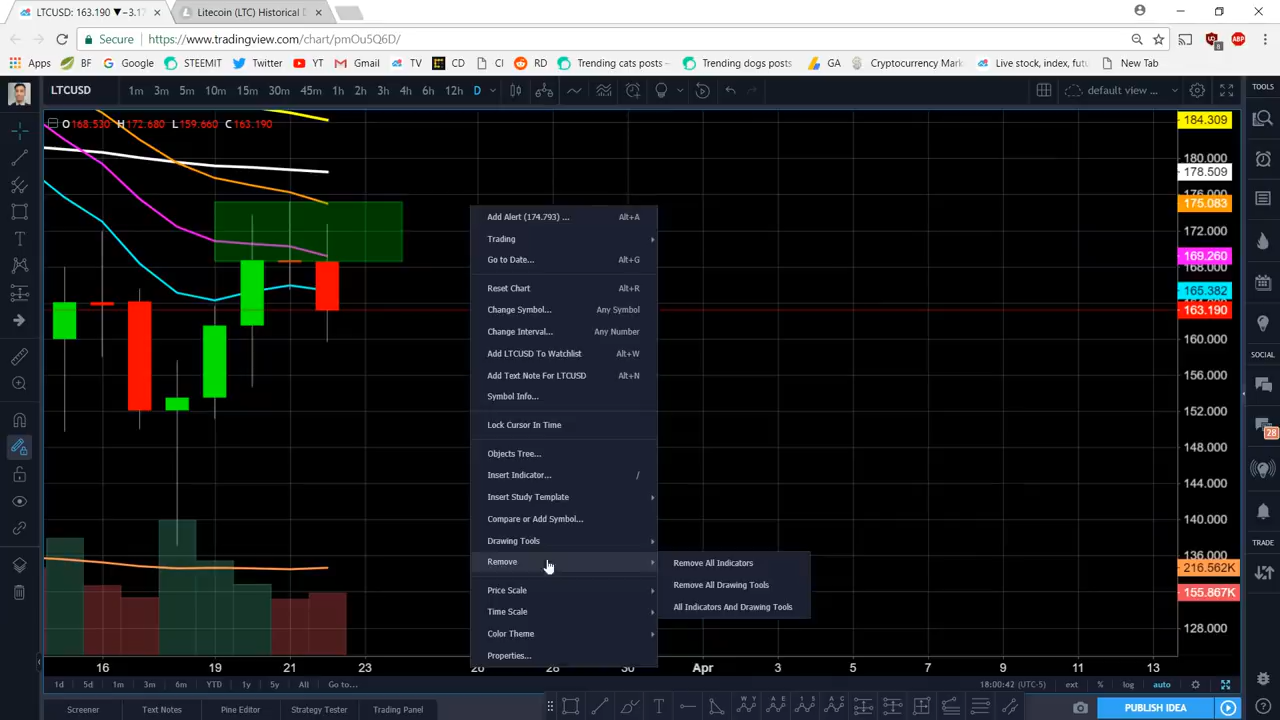 LTCUSD: 163.190 ▼−3.17
Litecoin (LTC) Historical D
Secure https://www.tradingview.com/chart/pmOu5Q6D/
Apps BF Google STEEMIT Twitter YT Gmail TV CD CI RD Trending cats posts Trending dogs posts GA Cryptocurrency Mark Live stock, index, futu New Tab
LTCUSD 1m 3m 5m 10m 15m 30m 45m 1h 2h 3h 4h 6h 12h D default view ... TOOLS
O168.530 H172.680 L159.660 C163.190
184.309
180.000
178.509
176.000
175.083
172.000
169.260
168.000
165.382
163.190
160.000
156.000
152.000
148.000
144.000
140.000
136.000
216.562K
155.867K
128.000
Add Alert (174.793) ... Alt+A
Trading
Go to Date... Alt+G
Reset Chart Alt+R
Change Symbol... Any Symbol
Change Interval... Any Number
Add LTCUSD To Watchlist Alt+W
Add Text Note For LTCUSD Alt+N
Symbol Info...
Lock Cursor In Time
Objects Tree...
Insert Indicator... /
Insert Study Template
Compare or Add Symbol...
Drawing Tools
Remove
Price Scale
Time Scale
Color Theme
Properties...
Remove All Indicators
Remove All Drawing Tools
All Indicators And Drawing Tools
SOCIAL
28
TRADE
16 19 21 23 26 28 30 Apr 3 5 7 9 11 13
1d 5d 1m 3m 6m YTD 1y 5y All Go to... 18:00:42 (UTC-5) ext % log auto
Screener Text Notes Pine Editor Strategy Tester Trading Panel PUBLISH IDEA